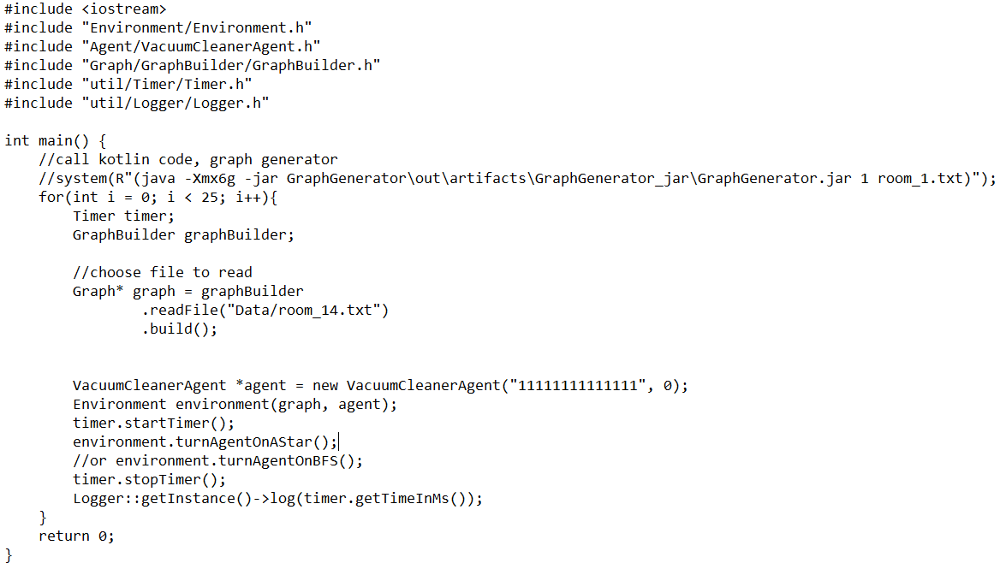 #include <iostream>
#include "Environment/Environment.h"
#include "Agent/VacuumCleanerAgent.h"
#include "Graph/GraphBuilder/GraphBuilder.h"
#include "util/Timer/Timer.h"
#include "util/Logger/Logger.h"

int main() {
    //call kotlin code, graph generator
    //system(R"(java -Xmx6g -jar GraphGenerator\out\artifacts\GraphGenerator_jar\GraphGenerator.jar 1 room_1.txt)");
    for(int i = 0; i < 25; i++){
        Timer timer;
        GraphBuilder graphBuilder;

        //choose file to read
        Graph* graph = graphBuilder
                .readFile("Data/room_14.txt")
                .build();


        VacuumCleanerAgent *agent = new VacuumCleanerAgent("11111111111111", 0);
        Environment environment(graph, agent);
        timer.startTimer();
        environment.turnAgentOnAStar();
        //or environment.turnAgentOnBFS();
        timer.stopTimer();
        Logger::getInstance()->log(timer.getTimeInMs());
    }
    return 0;
}